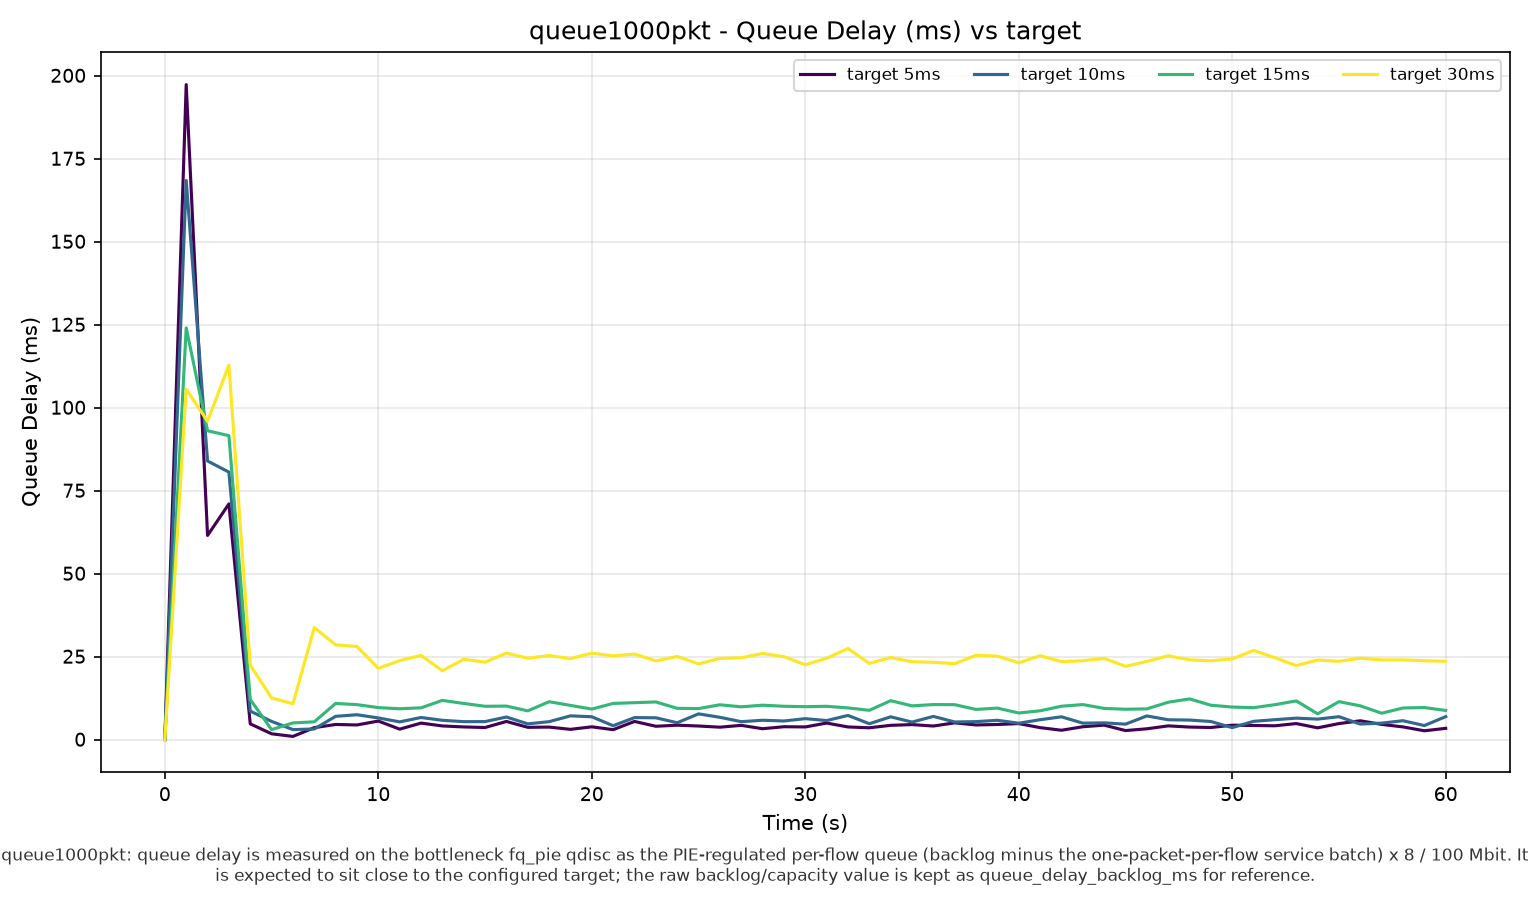 queue1000pkt - Queue Delay (ms) vs target
target 5ms
target 10ms
target 15ms
target 30ms
Queue Delay (ms)
200
175
150
125
100
75
50
25
0
0
10
20
30
40
50
60
Time (s)
queue1000pkt: queue delay is measured on the bottleneck fq_pie qdisc as the PIE-regulated per-flow queue (backlog minus the one-packet-per-flow service batch) x 8 / 100 Mbit. It
is expected to sit close to the configured target; the raw backlog/capacity value is kept as queue_delay_backlog_ms for reference.